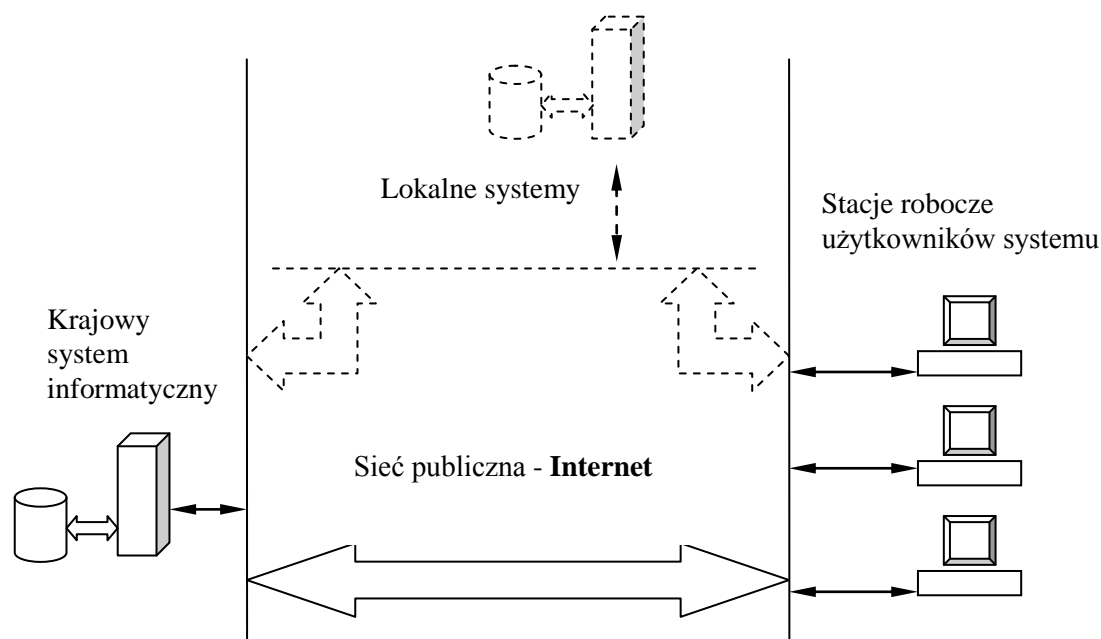 Lokalne systemy
Stacje robocze
użytkowników systemu
Krajowy
system
informatyczny
Sieć publiczna - Internet